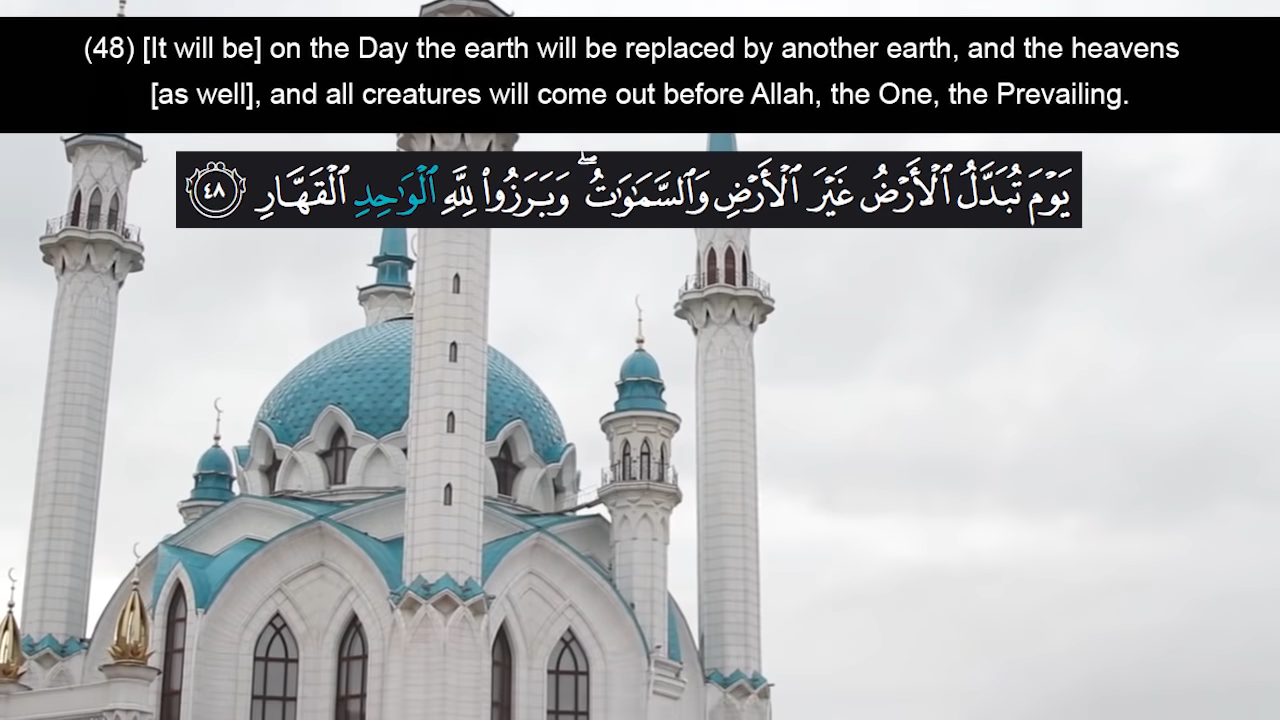 (48) [It will be] on the Day the earth will be replaced by another earth, and the heavens
[as well], and all creatures will come out before Allah, the One, the Prevailing.
يَوْمَ تُبَدَّلُ ٱلْأَرْضُ غَيْرَ ٱلْأَرْضِ وَٱلسَّمَـٰوَٰتُ ۖ وَبَرَزُوا۟ لِلَّهِ ٱلْوَٰحِدِ ٱلْقَهَّارِ ٤٨